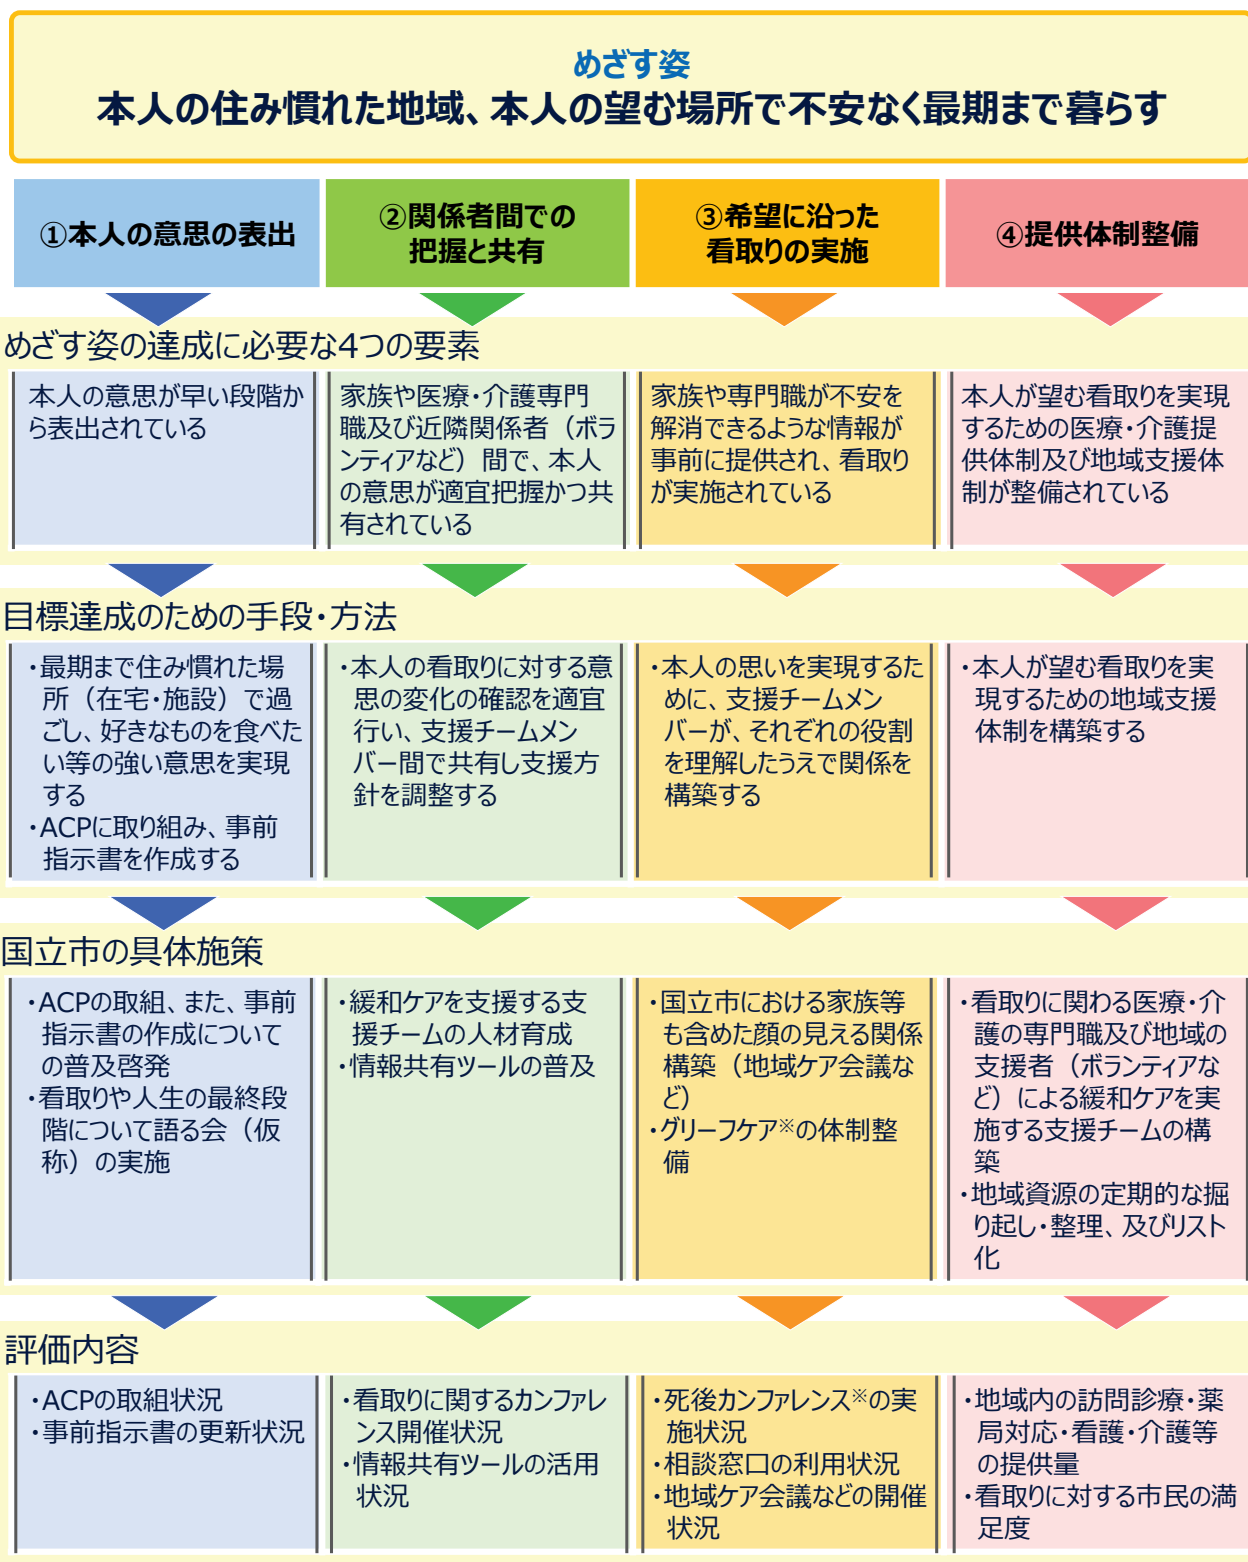 めざす姿
本人の住み慣れた地域、本人の望む場所で不安なく最期まで暮らす
①本人の意思の表出
②関係者間での
把握と共有
③希望に沿った
看取りの実施
④提供体制整備
めざす姿の達成に必要な4つの要素
本人の意思が早い段階か
ら表出されている
家族や医療・介護専門
職及び近隣関係者（ボラ
ンティアなど）間で、本人
の意思が適宜把握かつ共
有されている
家族や専門職が不安を
解消できるような情報が
事前に提供され、看取り
が実施されている
本人が望む看取りを実現
するための医療・介護提
供体制及び地域支援体
制が整備されている
目標達成のための手段・方法
・最期まで住み慣れた場
所（在宅・施設）で過
ごし、好きなものを食べた
い等の強い意思を実現
する
・ACPに取り組み、事前
指示書を作成する
・本人の看取りに対する意
思の変化の確認を適宜
行い、支援チームメン
バー間で共有し支援方
針を調整する
・本人の思いを実現するた
めに、支援チームメン
バーが、それぞれの役割
を理解したうえで関係を
構築する
・本人が望む看取りを実
現するための地域支援
体制を構築する
国立市の具体施策
・ACPの取組、また、事前
指示書の作成について
の普及啓発
・看取りや人生の最終段
階について語る会（仮
称）の実施
・緩和ケアを支援する支
援チームの人材育成
・情報共有ツールの普及
・国立市における家族等
も含めた顔の見える関係
構築（地域ケア会議な
ど）
・グリーフケア※の体制整
備
・看取りに関わる医療・介
護の専門職及び地域の
支援者（ボランティアな
ど）による緩和ケアを実
施する支援チームの構
築
・地域資源の定期的な掘
り起し・整理、及びリスト
化
評価内容
・ACPの取組状況
・事前指示書の更新状況
・看取りに関するカンファレ
ンス開催状況
・情報共有ツールの活用
状況
・死後カンファレンス※の実
施状況
・相談窓口の利用状況
・地域ケア会議などの開催
状況
・地域内の訪問診療・薬
局対応・看護・介護等
の提供量
・看取りに対する市民の満
足度